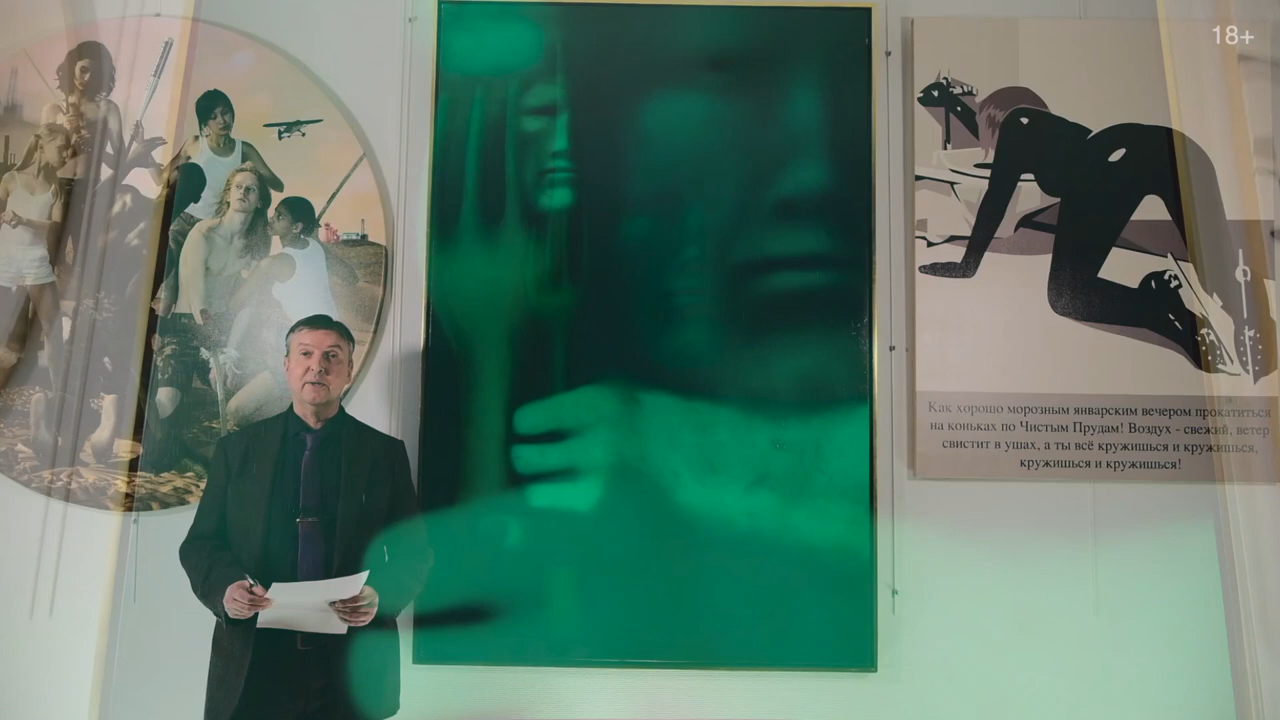 18+
Как хорошо морозным январским вечером прокатиться
на коньках по Чистым Прудам! Воздух - свежий, ветер
свистит в ушах, а ты всё кружишься и кружишься,
кружишься и кружишься!